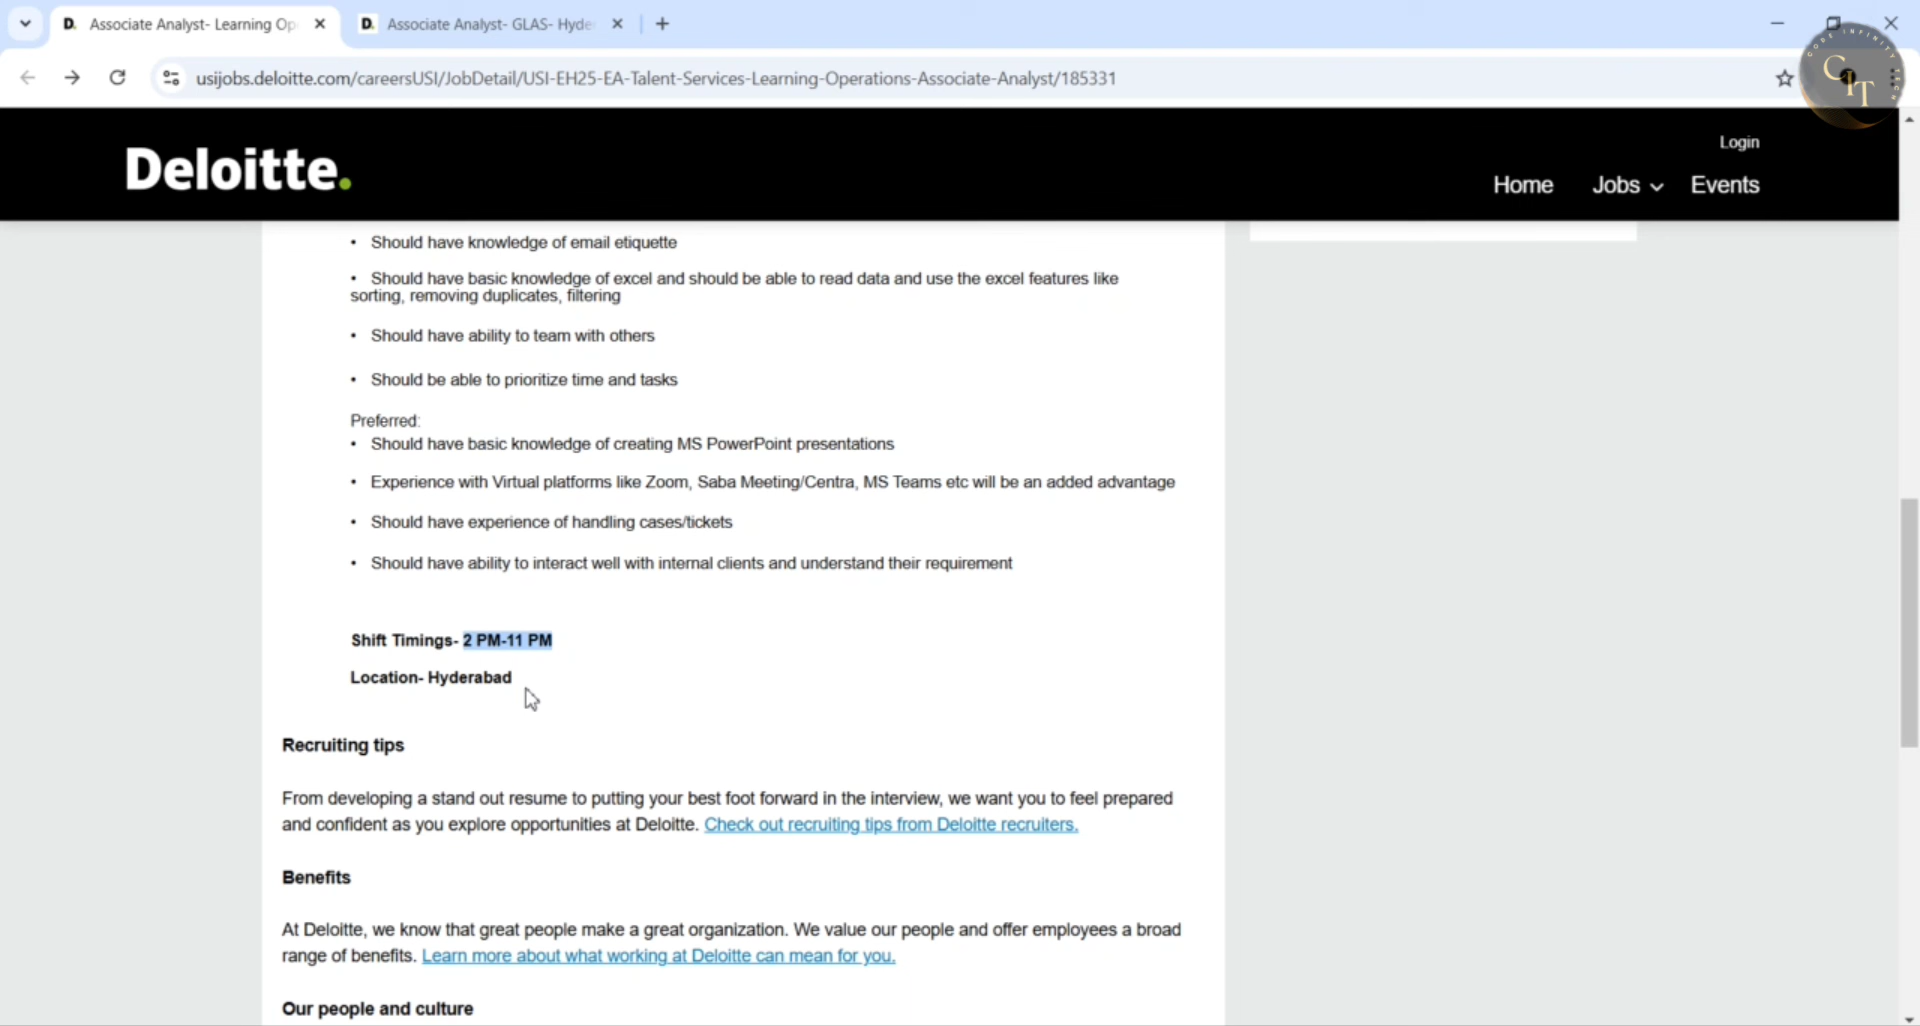 Associate Analyst- Learning Op
Associate Analyst- GLAS- Hyde
usijobs.deloitte.com/careersUSI/JobDetail/USI-EH25-EA-Talent-Services-Learning-Operations-Associate-Analyst/185331
CODE INFINITY TECH
CIT
Login
Deloitte.
Home Jobs Events
• Should have knowledge of email etiquette
• Should have basic knowledge of excel and should be able to read data and use the excel features like
sorting, removing duplicates, filtering
• Should have ability to team with others
• Should be able to prioritize time and tasks
Preferred:
• Should have basic knowledge of creating MS PowerPoint presentations
• Experience with Virtual platforms like Zoom, Saba Meeting/Centra, MS Teams etc will be an added advantage
• Should have experience of handling cases/tickets
• Should have ability to interact well with internal clients and understand their requirement
Shift Timings- 2 PM-11 PM
Location- Hyderabad
Recruiting tips
From developing a stand out resume to putting your best foot forward in the interview, we want you to feel prepared
and confident as you explore opportunities at Deloitte. Check out recruiting tips from Deloitte recruiters.
Benefits
At Deloitte, we know that great people make a great organization. We value our people and offer employees a broad
range of benefits. Learn more about what working at Deloitte can mean for you.
Our people and culture